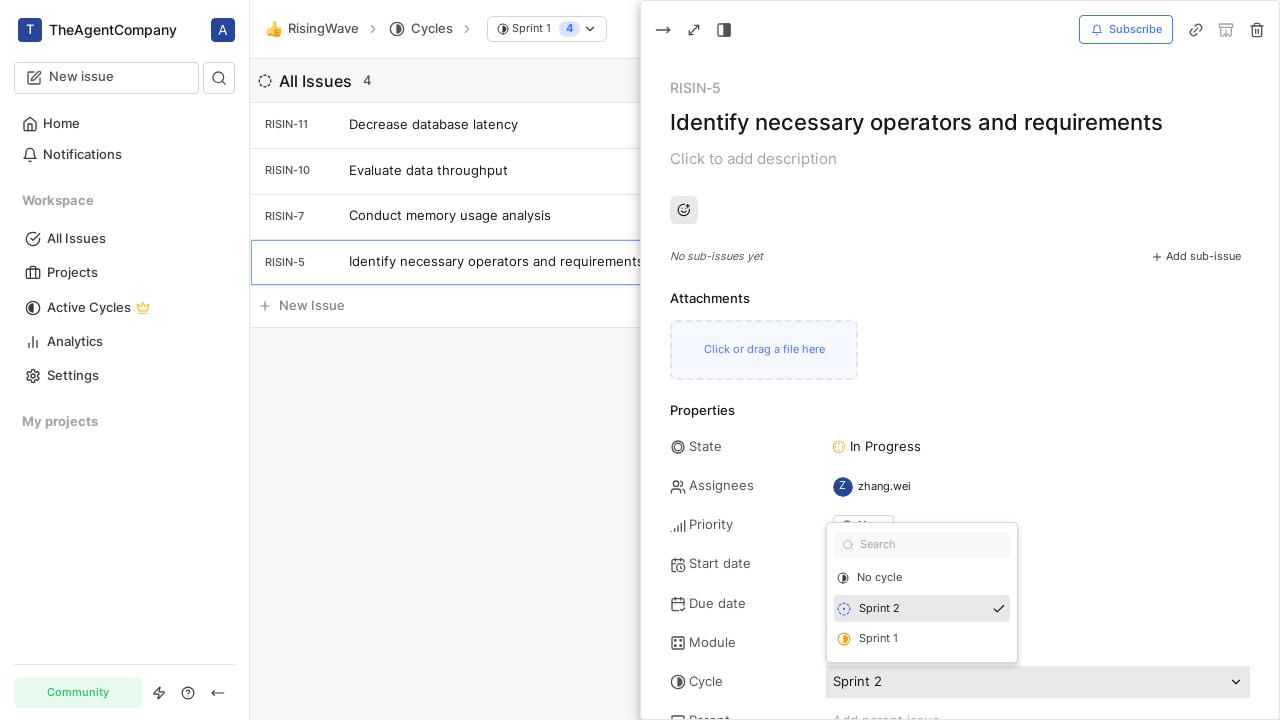 T TheAgentCompany A
New issue
Home
Notifications
Workspace
All Issues
Projects
Active Cycles
Analytics
Settings
My projects
Community
RisingWave
Cycles
Sprint 1 4
All Issues 4
RISIN-11 Decrease database latency
RISIN-10 Evaluate data throughput
RISIN-7 Conduct memory usage analysis
RISIN-5 Identify necessary operators and requirements
New Issue
Subscribe
RISIN-5
Identify necessary operators and requirements
Click to add description
No sub-issues yet
Add sub-issue
Attachments
Click or drag a file here
Properties
State In Progress
Assignees Z zhang.wei
Priority
Start date
Due date
Module
Search
No cycle
Sprint 2
Sprint 1
Cycle Sprint 2
Parent Add parent issue